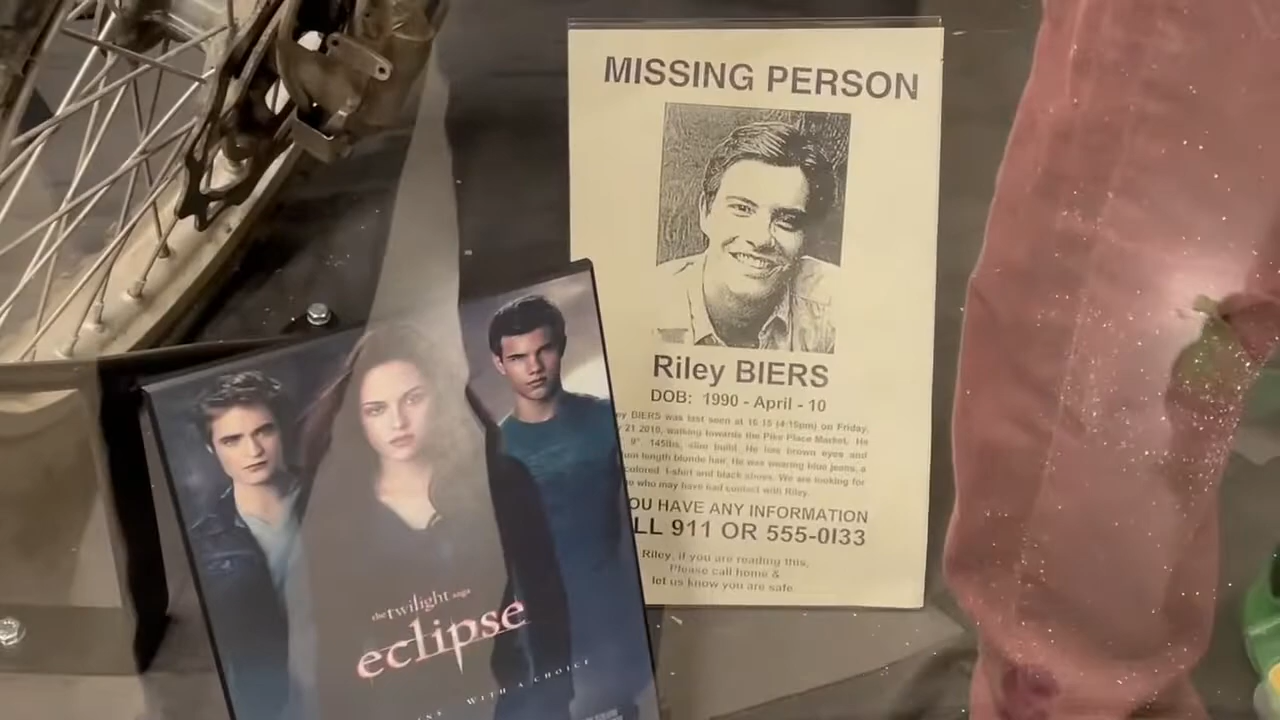 MISSING PERSON
Riley BIERS
DOB: 1990 - April - 10
BIERS was last seen at 16:15 (4:15pm) on Friday,
21 2010, walking towards the Pike Place Market. He
9" 145lbs, slim build. He has brown eyes and
length blonde hair. He was wearing blue jeans, a
colored t-shirt and black shoes. We are looking for
who may have had contact with Riley.
OU HAVE ANY INFORMATION
LL 911 OR 555-0133
Riley, if you are reading this,
Please call home &
let us know you are safe
the twilight saga
eclipse
WITH A CHOICE